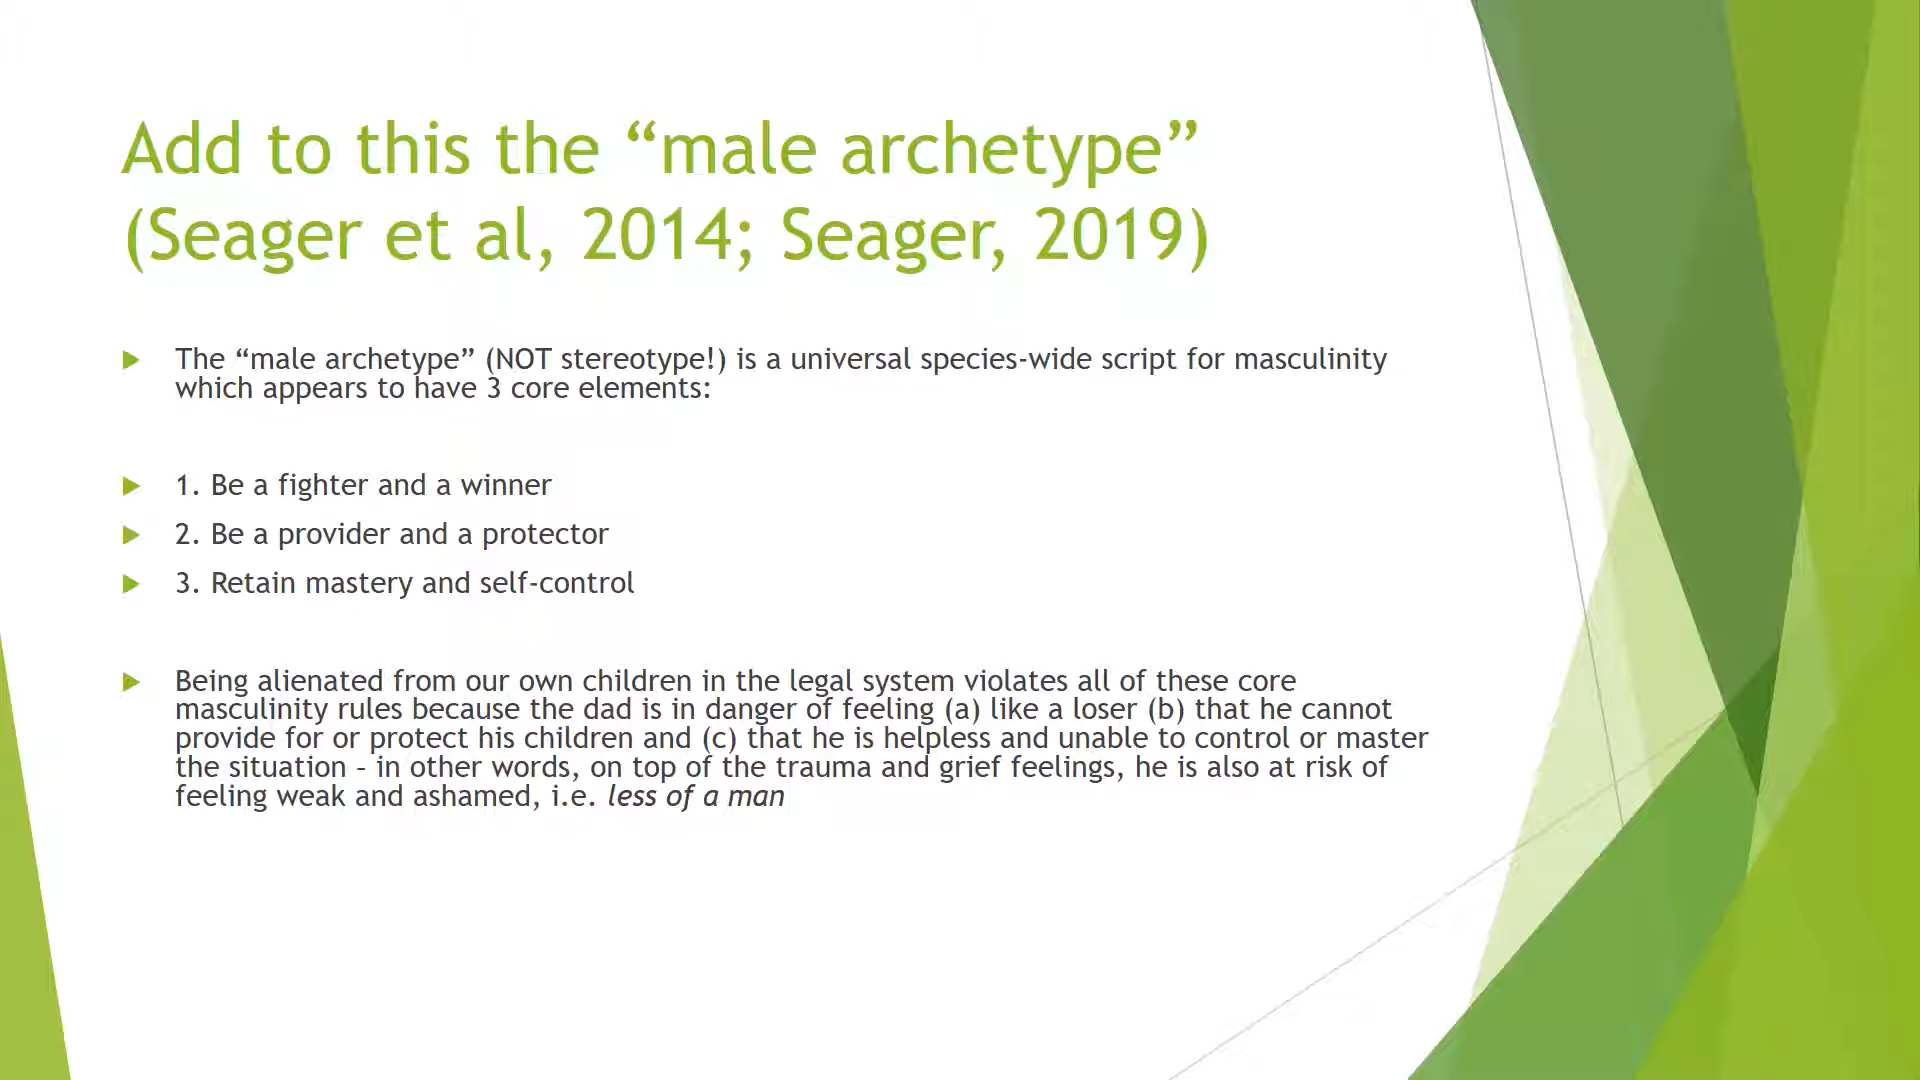 Add to this the “male archetype”
(Seager et al, 2014; Seager, 2019)
The “male archetype” (NOT stereotype!) is a universal species-wide script for masculinity
which appears to have 3 core elements:
1. Be a fighter and a winner
2. Be a provider and a protector
3. Retain mastery and self-control
Being alienated from our own children in the legal system violates all of these core
masculinity rules because the dad is in danger of feeling (a) like a loser (b) that he cannot
provide for or protect his children and (c) that he is helpless and unable to control or master
the situation – in other words, on top of the trauma and grief feelings, he is also at risk of
feeling weak and ashamed, i.e. less of a man